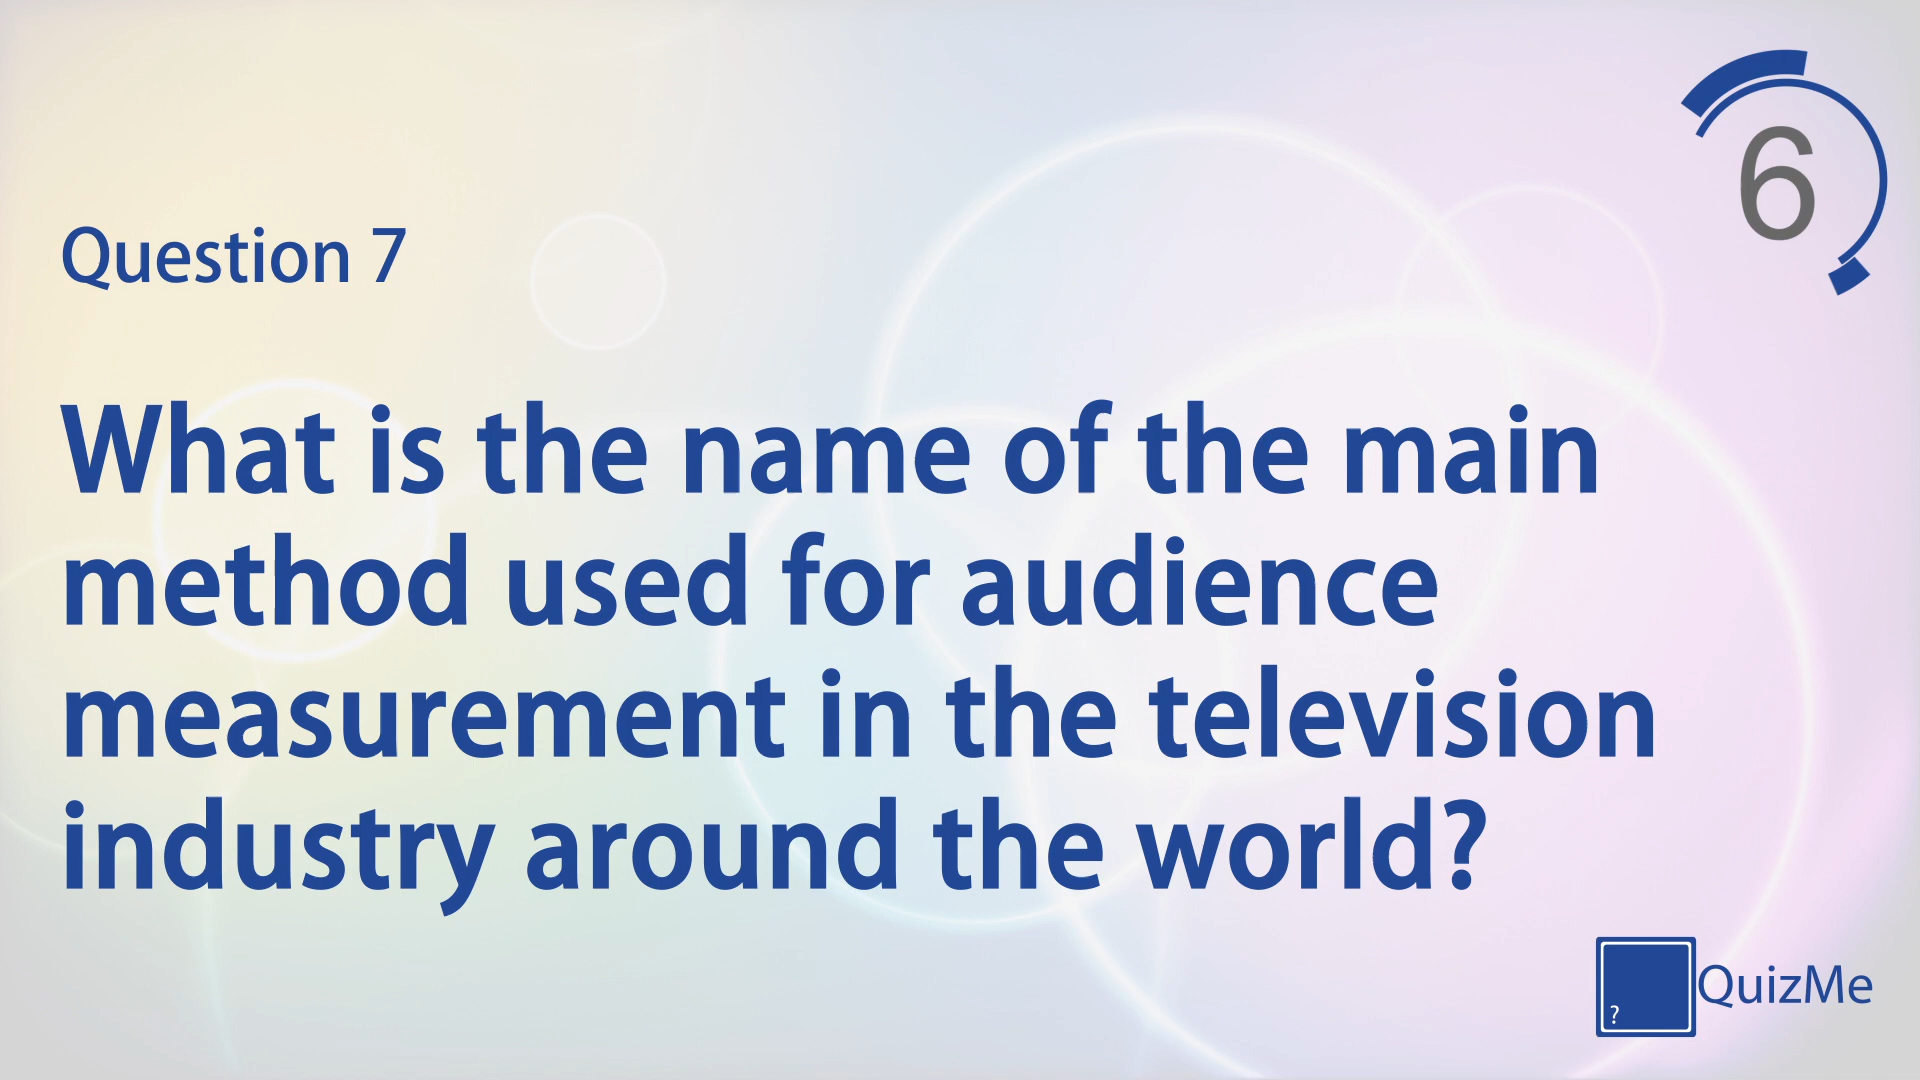 6
Question 7
What is the name of the main
method used for audience
measurement in the television
industry around the world?
?
QuizMe